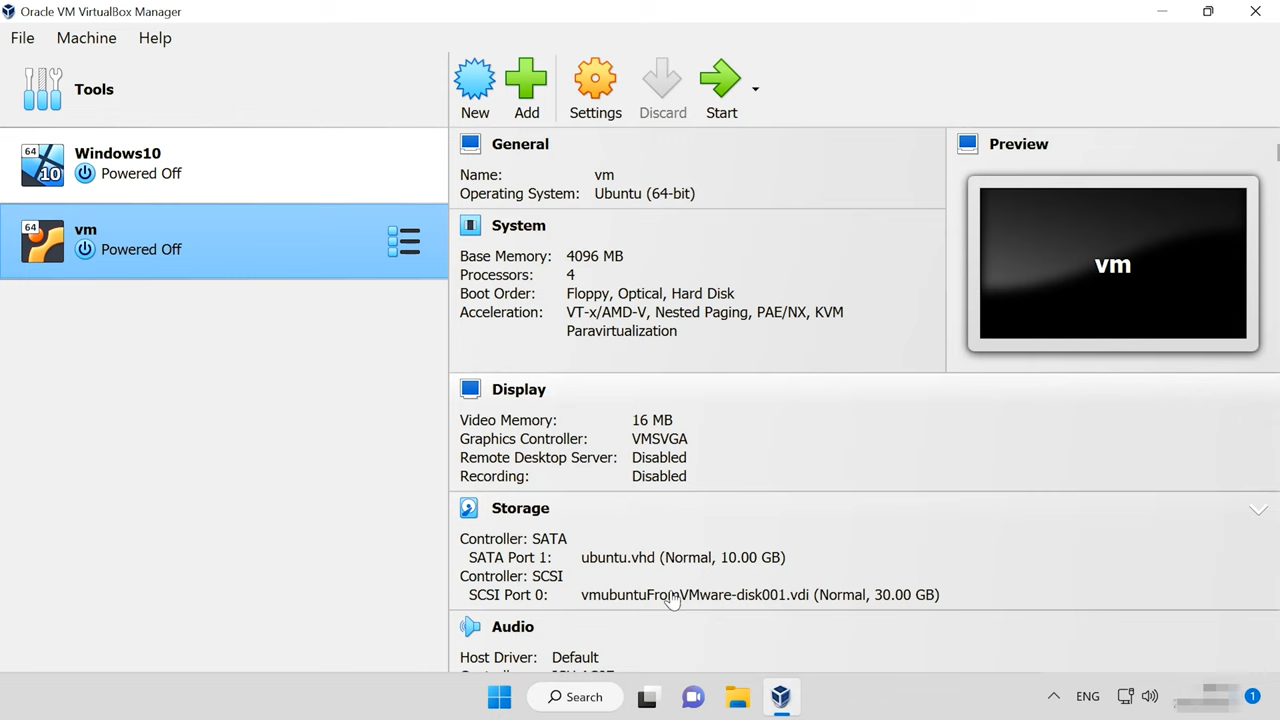 Oracle VM VirtualBox Manager
File Machine Help
Tools
New Add Settings Discard Start
64
10
Windows10
Powered Off
64
vm
Powered Off
General
Name: vm
Operating System: Ubuntu (64-bit)
System
Base Memory: 4096 MB
Processors: 4
Boot Order: Floppy, Optical, Hard Disk
Acceleration: VT-x/AMD-V, Nested Paging, PAE/NX, KVM
Paravirtualization
Preview
vm
Display
Video Memory: 16 MB
Graphics Controller: VMSVGA
Remote Desktop Server: Disabled
Recording: Disabled
Storage
Controller: SATA
SATA Port 1: ubuntu.vhd (Normal, 10.00 GB)
Controller: SCSI
SCSI Port 0: vmubuntuFromVMware-disk001.vdi (Normal, 30.00 GB)
Audio
Host Driver: Default
Search
ENG
1